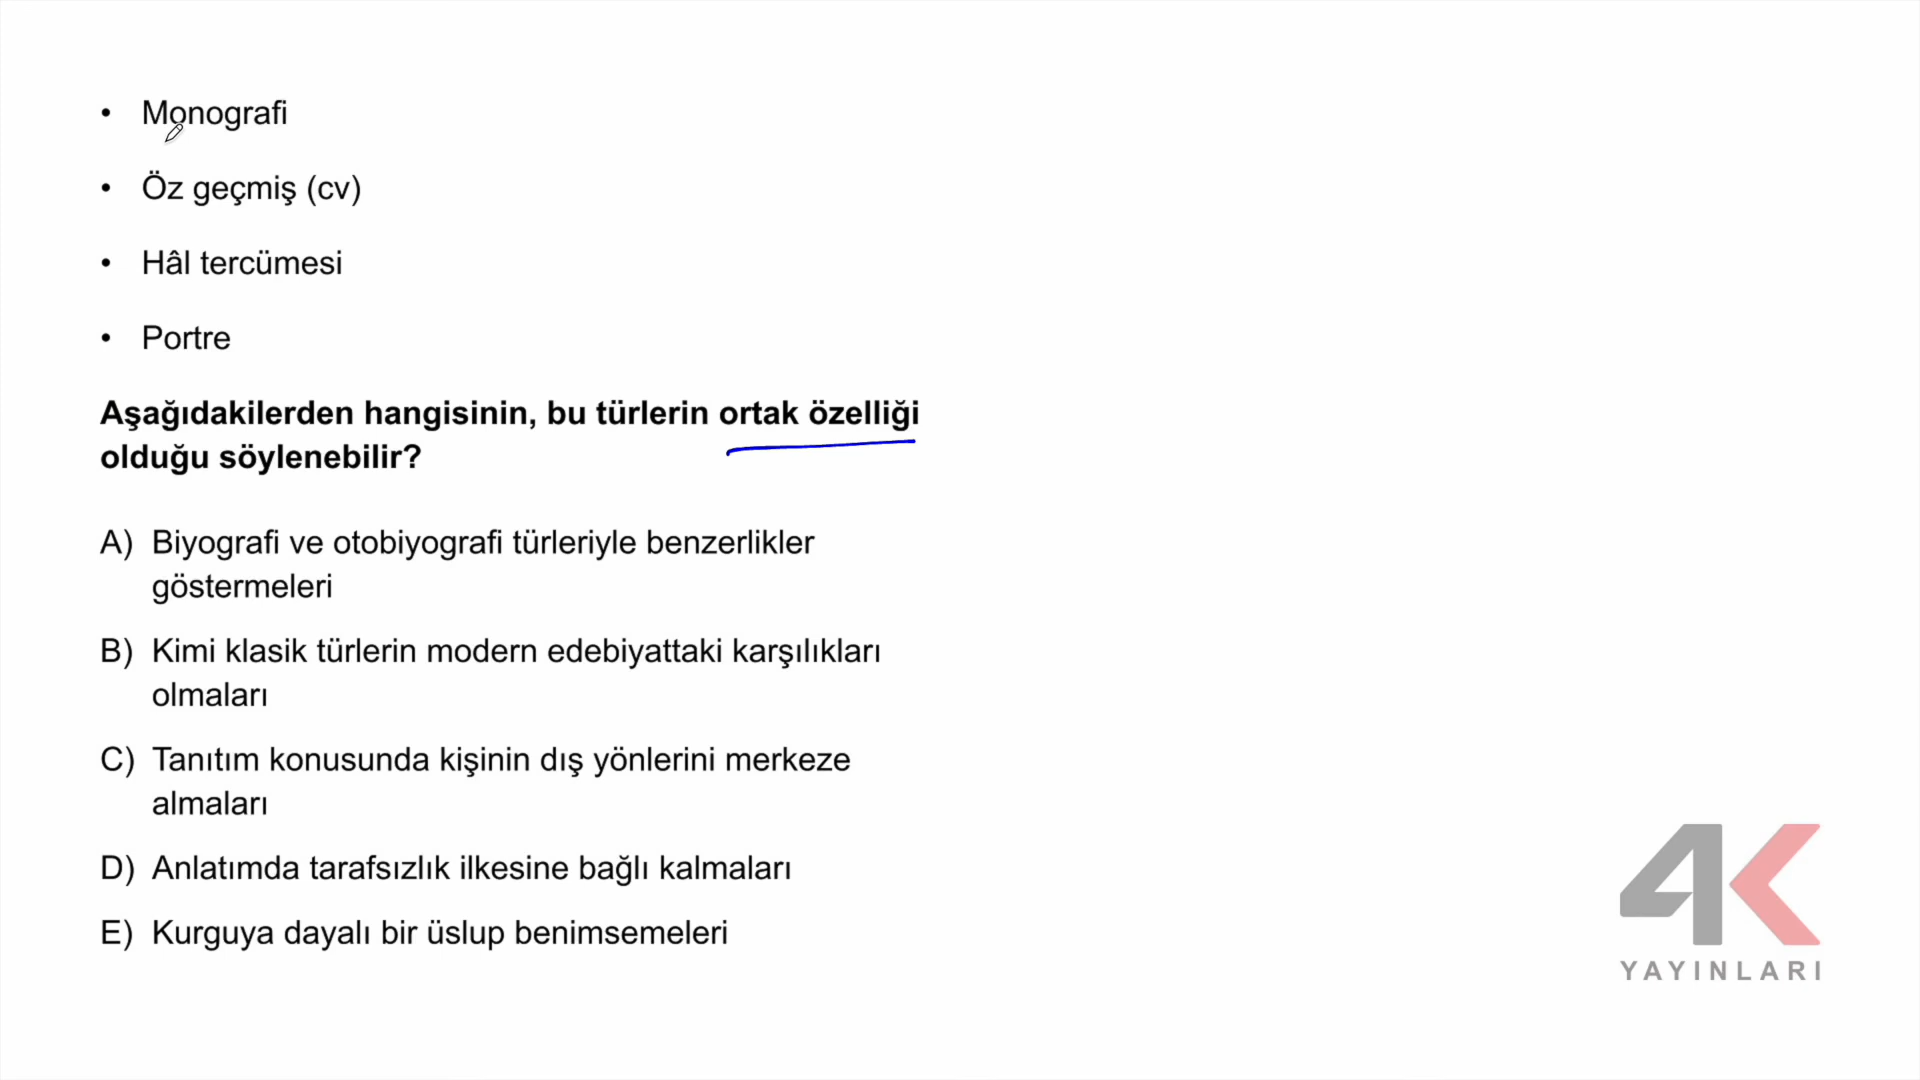 • Monografi
• Öz geçmiş (cv)
• Hâl tercümesi
• Portre
Aşağıdakilerden hangisinin, bu türlerin ortak özelliği
olduğu söylenebilir?
A) Biyografi ve otobiyografi türleriyle benzerlikler
göstermeleri
B) Kimi klasik türlerin modern edebiyattaki karşılıkları
olmaları
C) Tanıtım konusunda kişinin dış yönlerini merkeze
almaları
D) Anlatımda tarafsızlık ilkesine bağlı kalmaları
E) Kurguya dayalı bir üslup benimsemeleri
4K
YAYINLARI